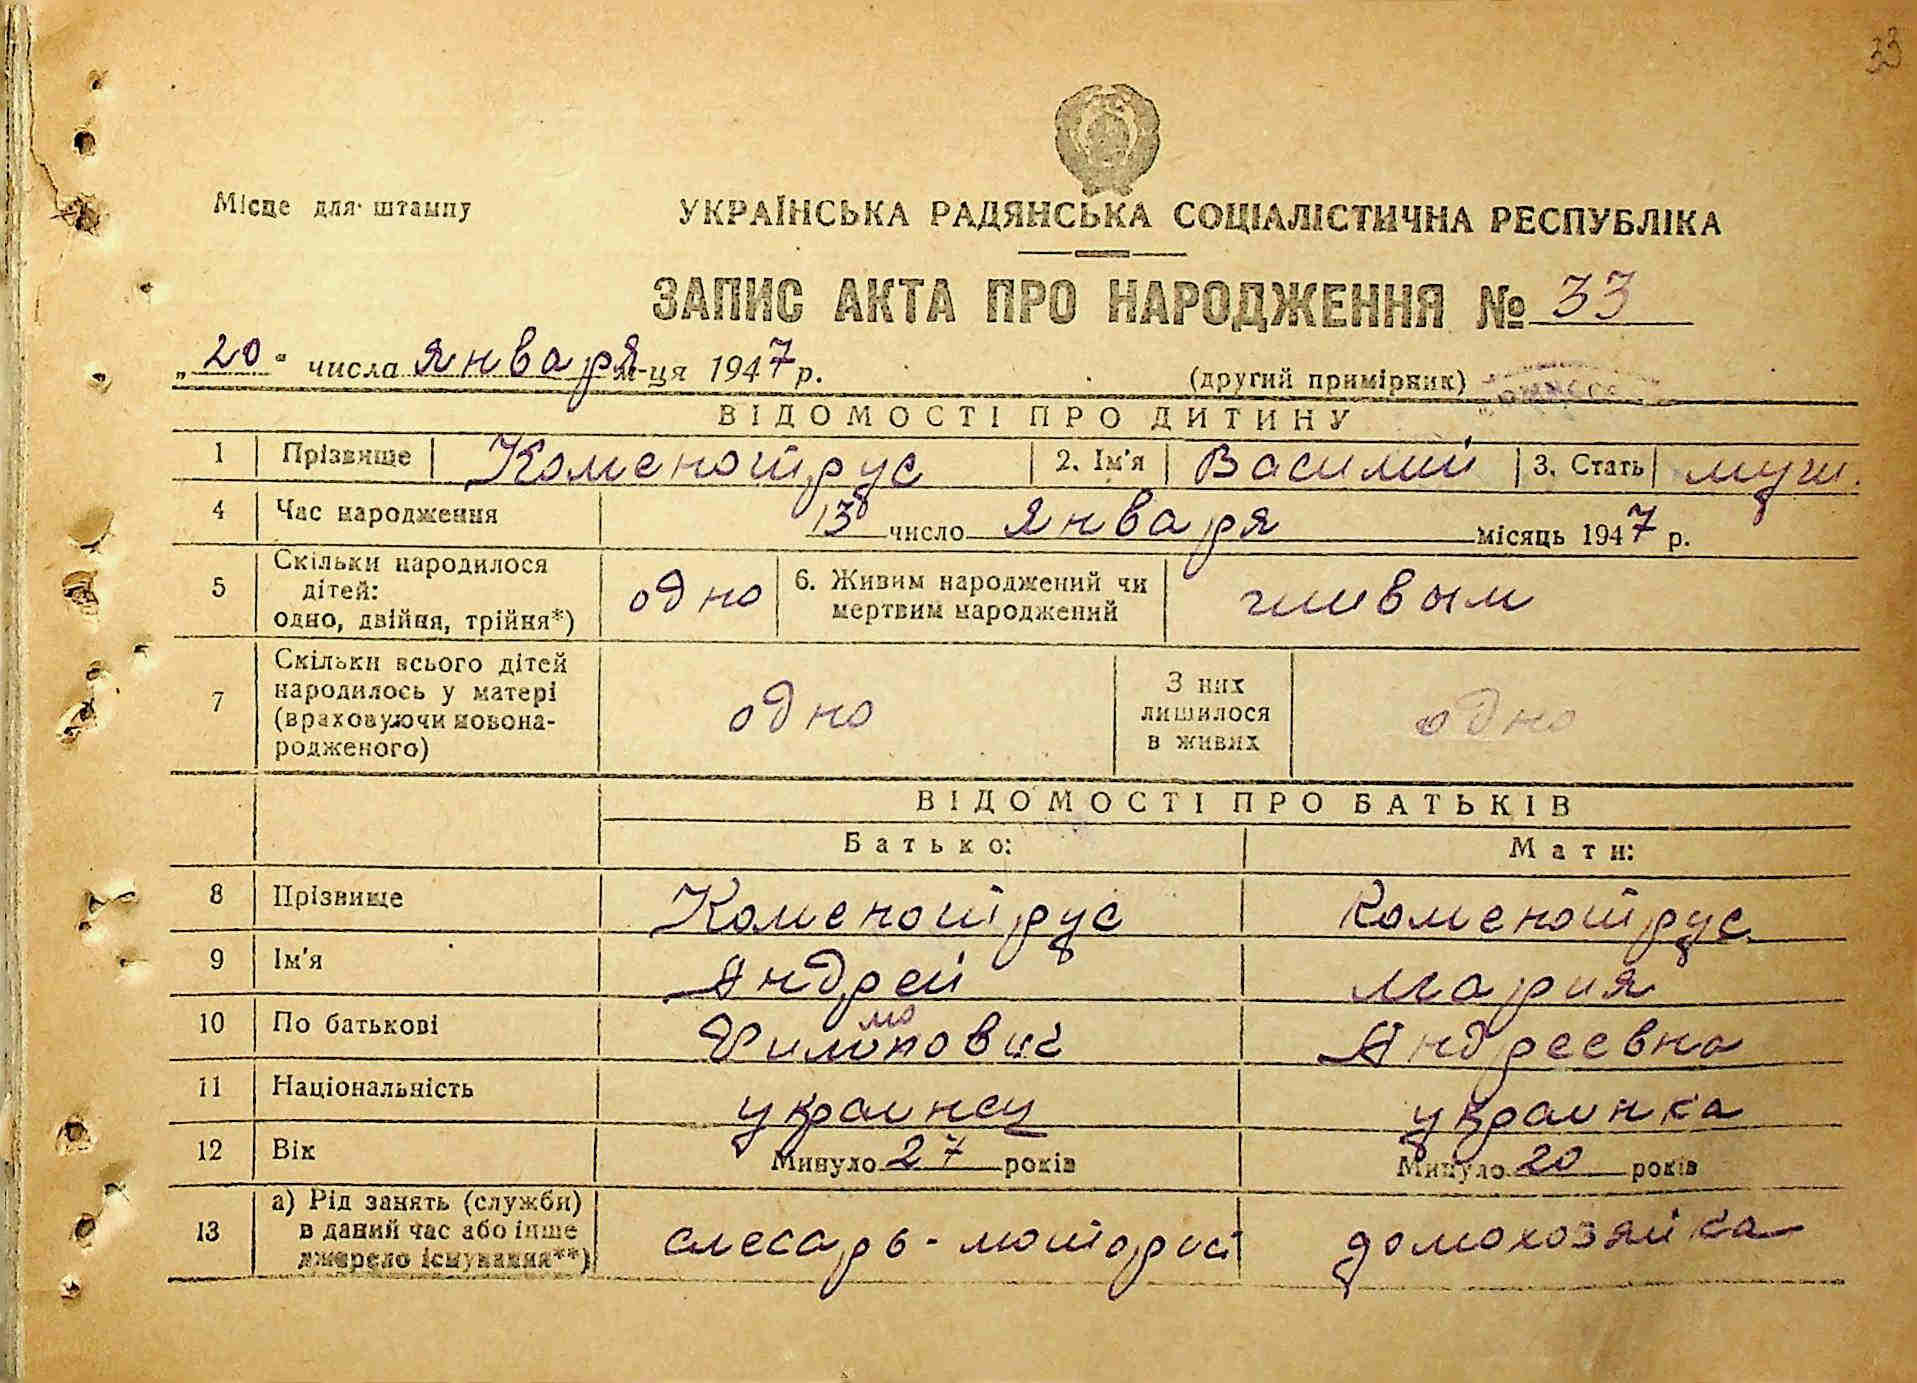 33
Місце для штампу
УКРАЇНСЬКА РАДЯНСЬКА СОЦІАЛІСТИЧНА РЕСПУБЛІКА
ЗАПИС АКТА ПРО НАРОДЖЕННЯ № 33
„20“ числа января м-ця 1947 р.
(другий примірник)
ВІДОМОСТІ ПРО ДИТИНУ
1 Прізвище Коменотрус 2. Ім'я Василий 3. Стать муж.
4 Час народження 13 число января місяць 1947 р.
5 Скільки народилося
дітей:
одно, двійня, трійня*) одно 6. Живим народжений чи
мертвим народжений живым
7 Скільки всього дітей
народилось у матері
(враховуючи новона-
родженого) одно З них
лишилося
в живих одно
ВІДОМОСТІ ПРО БАТЬКІВ
Батько: Мати:
8 Прізвище Коменотрус Коменотрус
9 Ім'я Андрей Мария
10 По батькові Андреевна
11 Національність украинец украинка
12 Вік Минуло 27 років Минуло 20 років
13 а) Рід занять (служби)
в даний час або інше
джерело існування**) слесарь-моторист домохозяйка